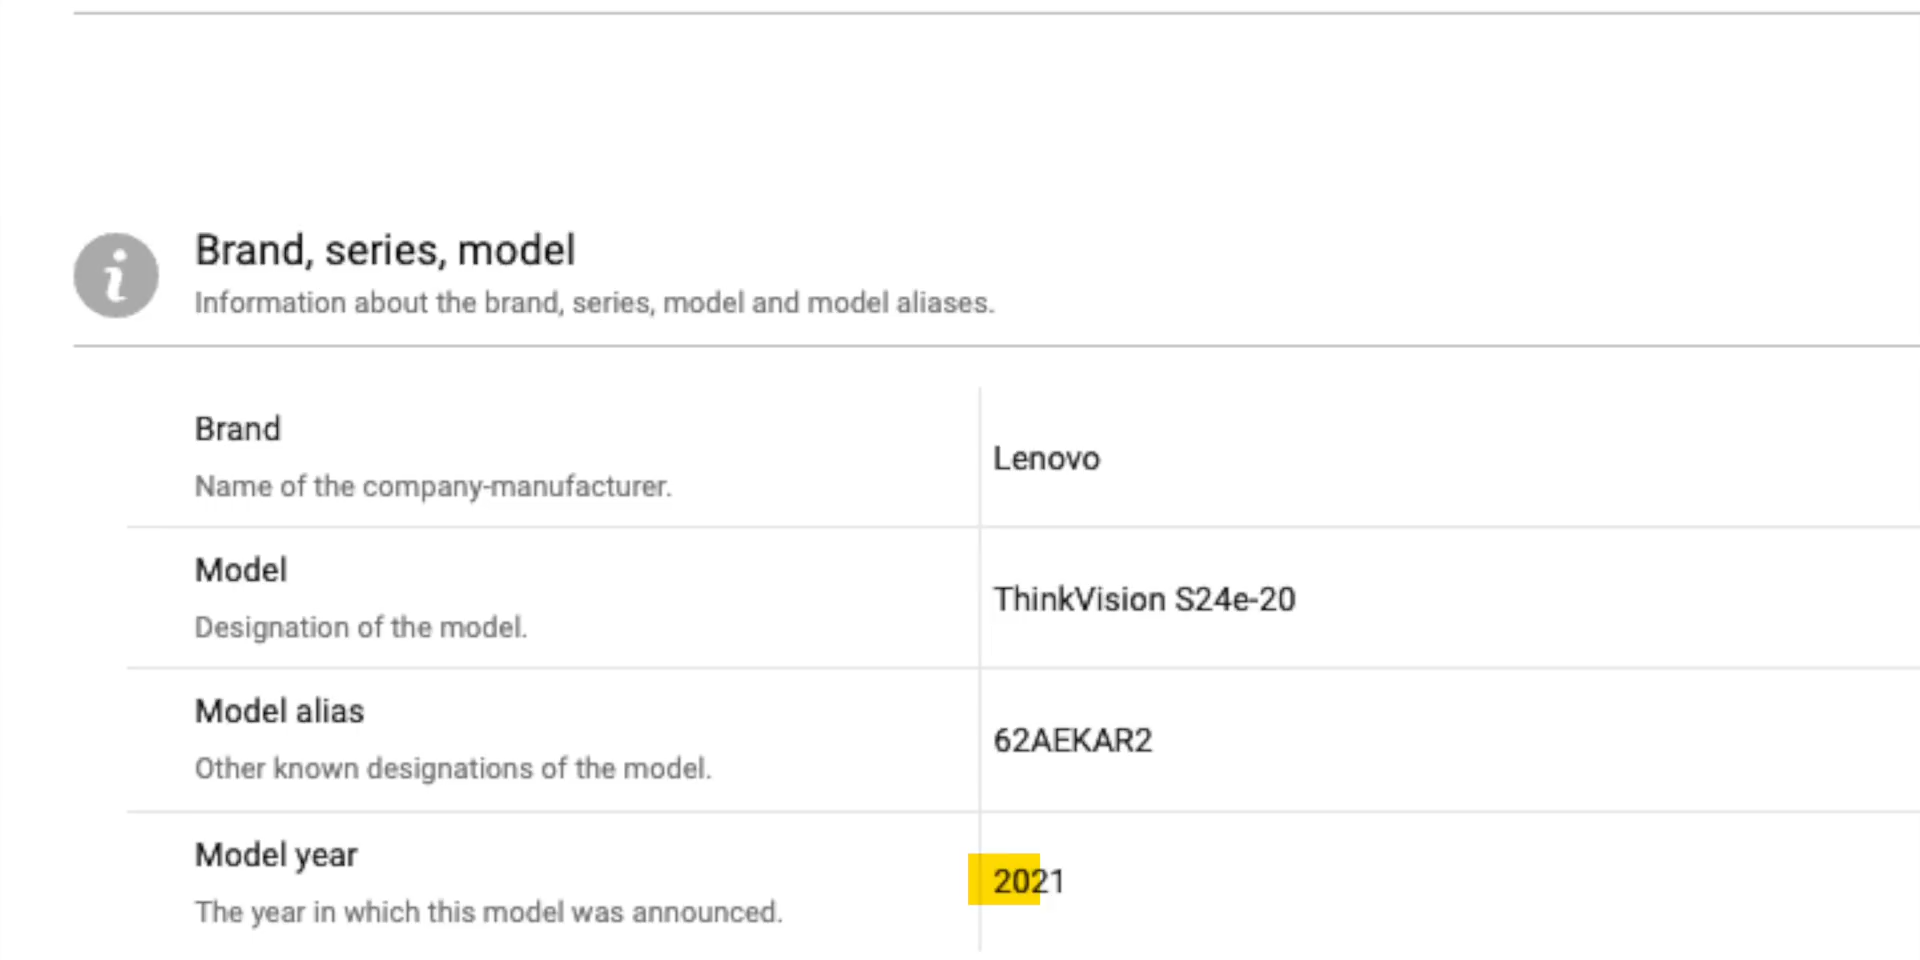 Brand, series, model
Information about the brand, series, model and model aliases.
Brand
Name of the company-manufacturer.
Lenovo
Model
Designation of the model.
ThinkVision S24e-20
Model alias
Other known designations of the model.
62AEKAR2
Model year
The year in which this model was announced.
2021